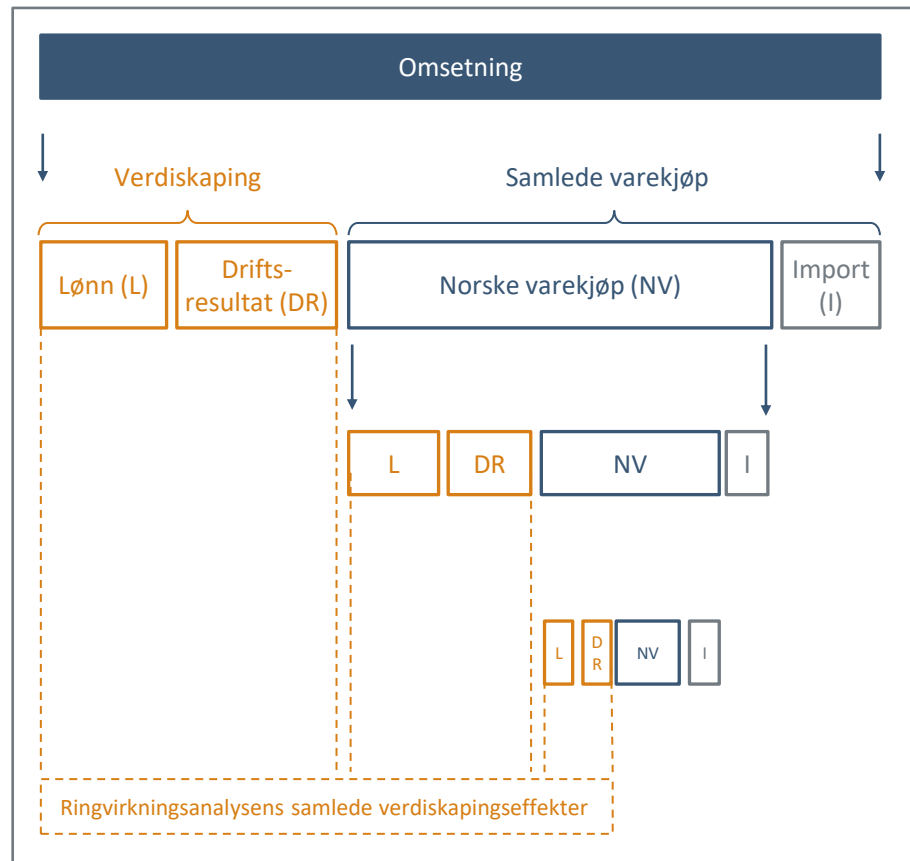 Omsetning
Verdiskaping
Samlede varekjøp
Lønn (L)
Drifts-
resultat (DR)
Norske varekjøp (NV)
Import
(I)
L
DR
NV
I
L
D
R
NV
I
Ringvirkningsanalysens samlede verdiskapingseffekter